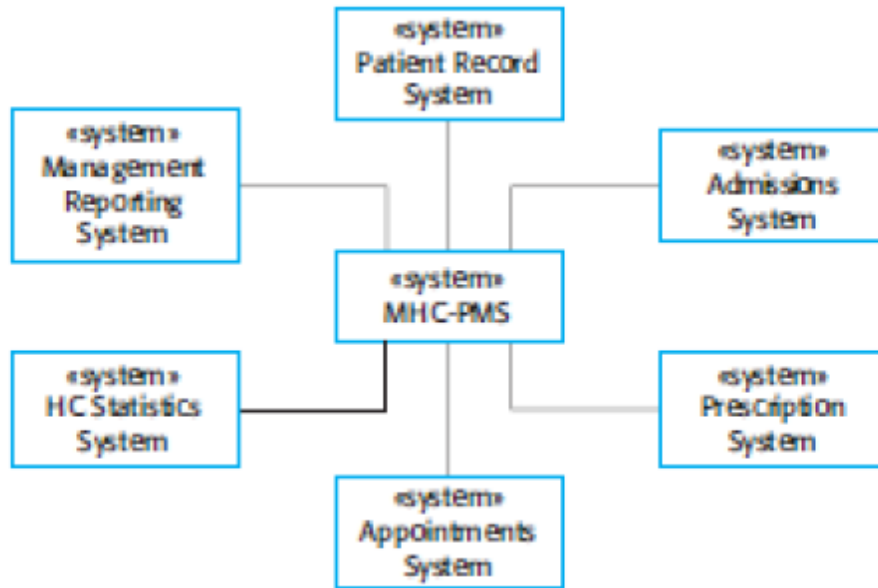 «system»
Patient Record
System
«system»
Management
Reporting
System
«system»
Admissions
System
«system»
MHC-PMS
«system»
HC Statistics
System
«system»
Prescription
System
«system»
Appointments
System